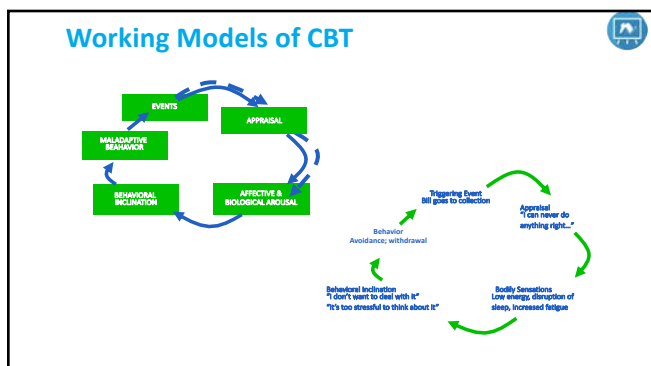 Working Models of CBT
EVENTS
APPRAISAL
MALADAPTIVE
BEAHAVIOR
BEHAVIORAL
INCLINATION
AFFECTIVE &
BIOLOGICAL AROUSAL
Triggering Event
Bill goes to collection
Appraisal
"I can never do
anything right..."
Behavior
Avoidance; withdrawal
Behavioral Inclination
"I don't want to deal with it"
"It's too stressful to think about it"
Bodily Sensations
Low energy, disruption of
sleep, increased fatigue